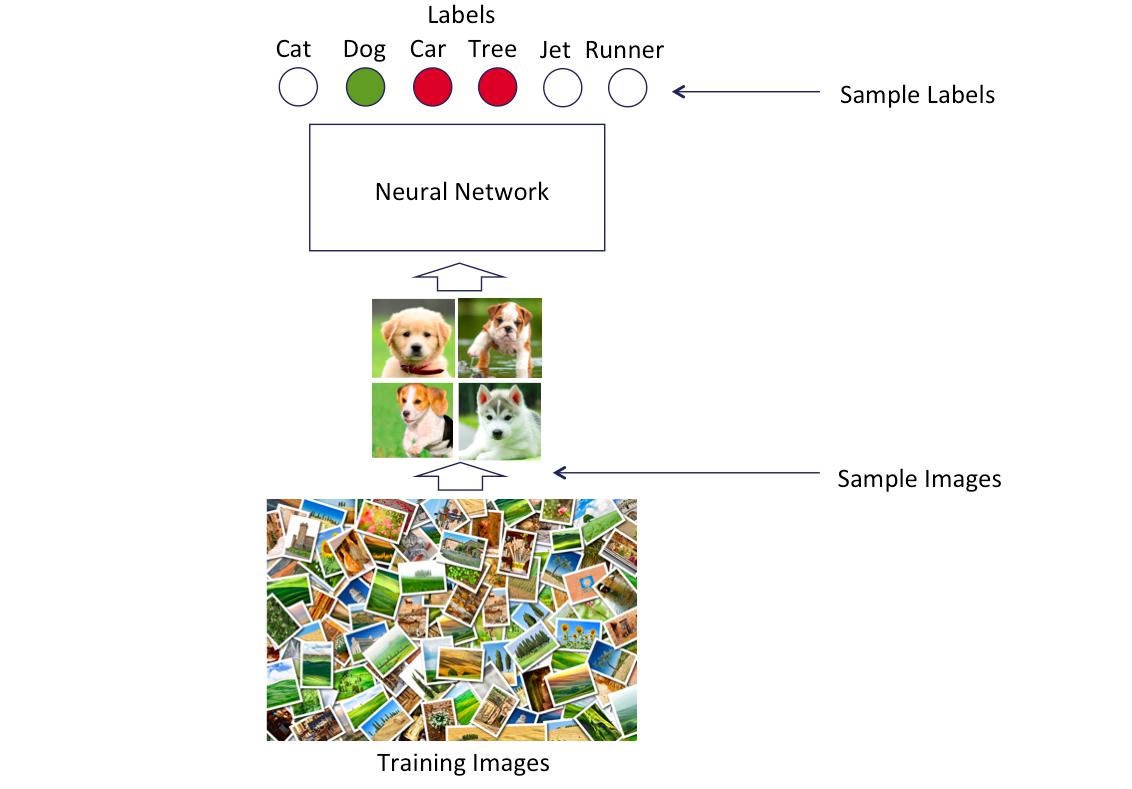 Labels
Cat Dog Car Tree Jet Runner
Sample Labels
Neural Network
Sample Images
Training Images